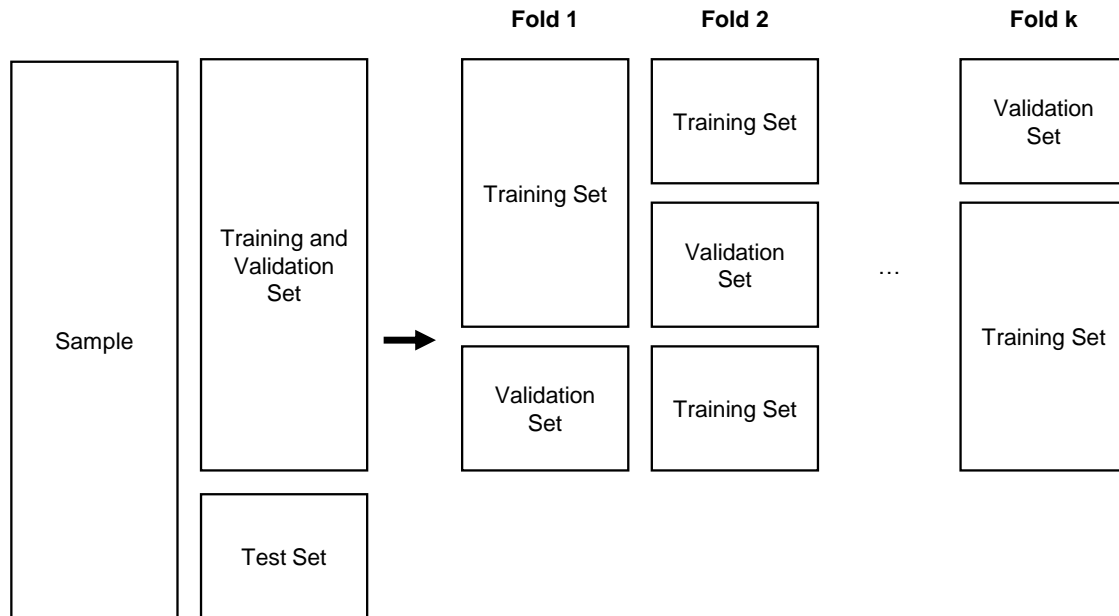 Fold 1
Fold 2
Fold k
Sample
Training and
Validation
Set
Test Set
Training Set
Validation
Set
Training Set
Validation
Set
Training Set
…
Validation
Set
Training Set